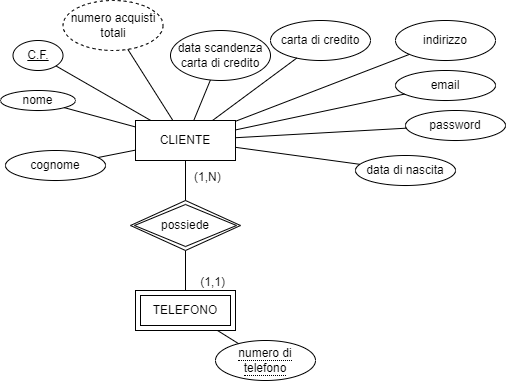 numero acquisti
totali
C.F.
data scandenza
carta di credito
carta di credito
indirizzo
nome
email
password
CLIENTE
cognome
data di nascita
(1,N)
possiede
(1,1)
TELEFONO
numero di
telefono